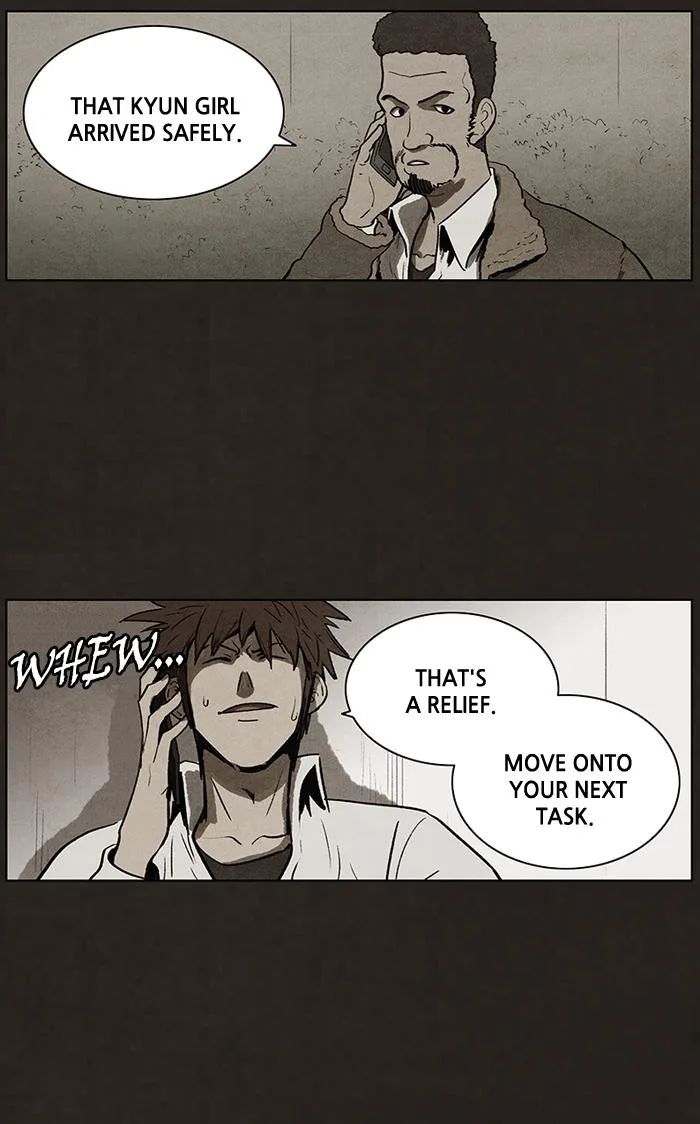 THAT KYUN GIRL
ARRIVED SAFELY.
WHEW...
THAT'S
A RELIEF.
MOVE ONTO
YOUR NEXT
TASK.